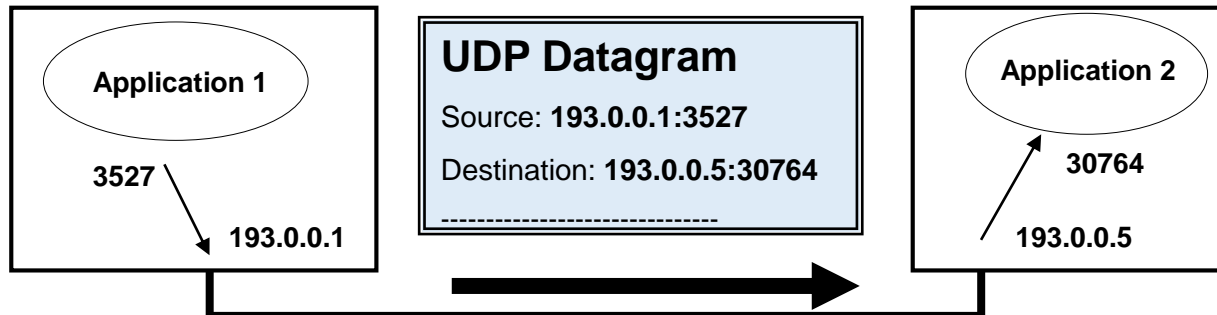 Application 1
3527
193.0.0.1
UDP Datagram
Source: 193.0.0.1:3527
Destination: 193.0.0.5:30764
-------------------------------
Application 2
30764
193.0.0.5